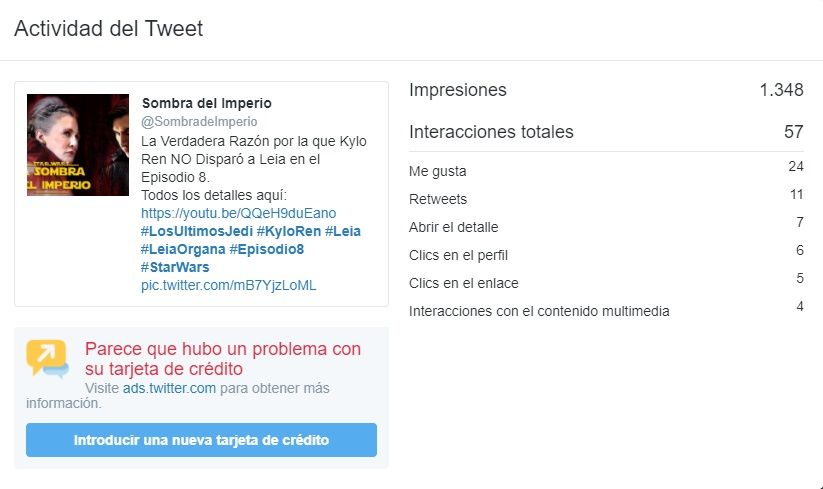 Actividad del Tweet
STAR WARS
A SOMBRA
EL IMPERIO
Sombra del Imperio
@SombradelImperio
La Verdadera Razón por la que Kylo
Ren NO Disparó a Leia en el
Episodio 8.
Todos los detalles aquí:
https://youtu.be/QQeH9duEano
#LosUltimosJedi #KyloRen #Leia
#LeiaOrgana #Episodio8
#StarWars
pic.twitter.com/mB7YjzLoML
Parece que hubo un problema con
su tarjeta de crédito
Visite ads.twitter.com para obtener más
información.
Introducir una nueva tarjeta de crédito
Impresiones 1.348
Interacciones totales 57
Me gusta 24
Retweets 11
Abrir el detalle 7
Clics en el perfil 6
Clics en el enlace 5
Interacciones con el contenido multimedia 4